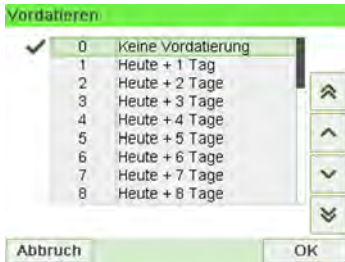 Vordatieren
0 Keine Vordatierung
1 Heute + 1 Tag
2 Heute + 2 Tage
3 Heute + 3 Tage
4 Heute + 4 Tage
5 Heute + 5 Tage
6 Heute + 6 Tage
7 Heute + 7 Tage
8 Heute + 8 Tage
Abbruch OK